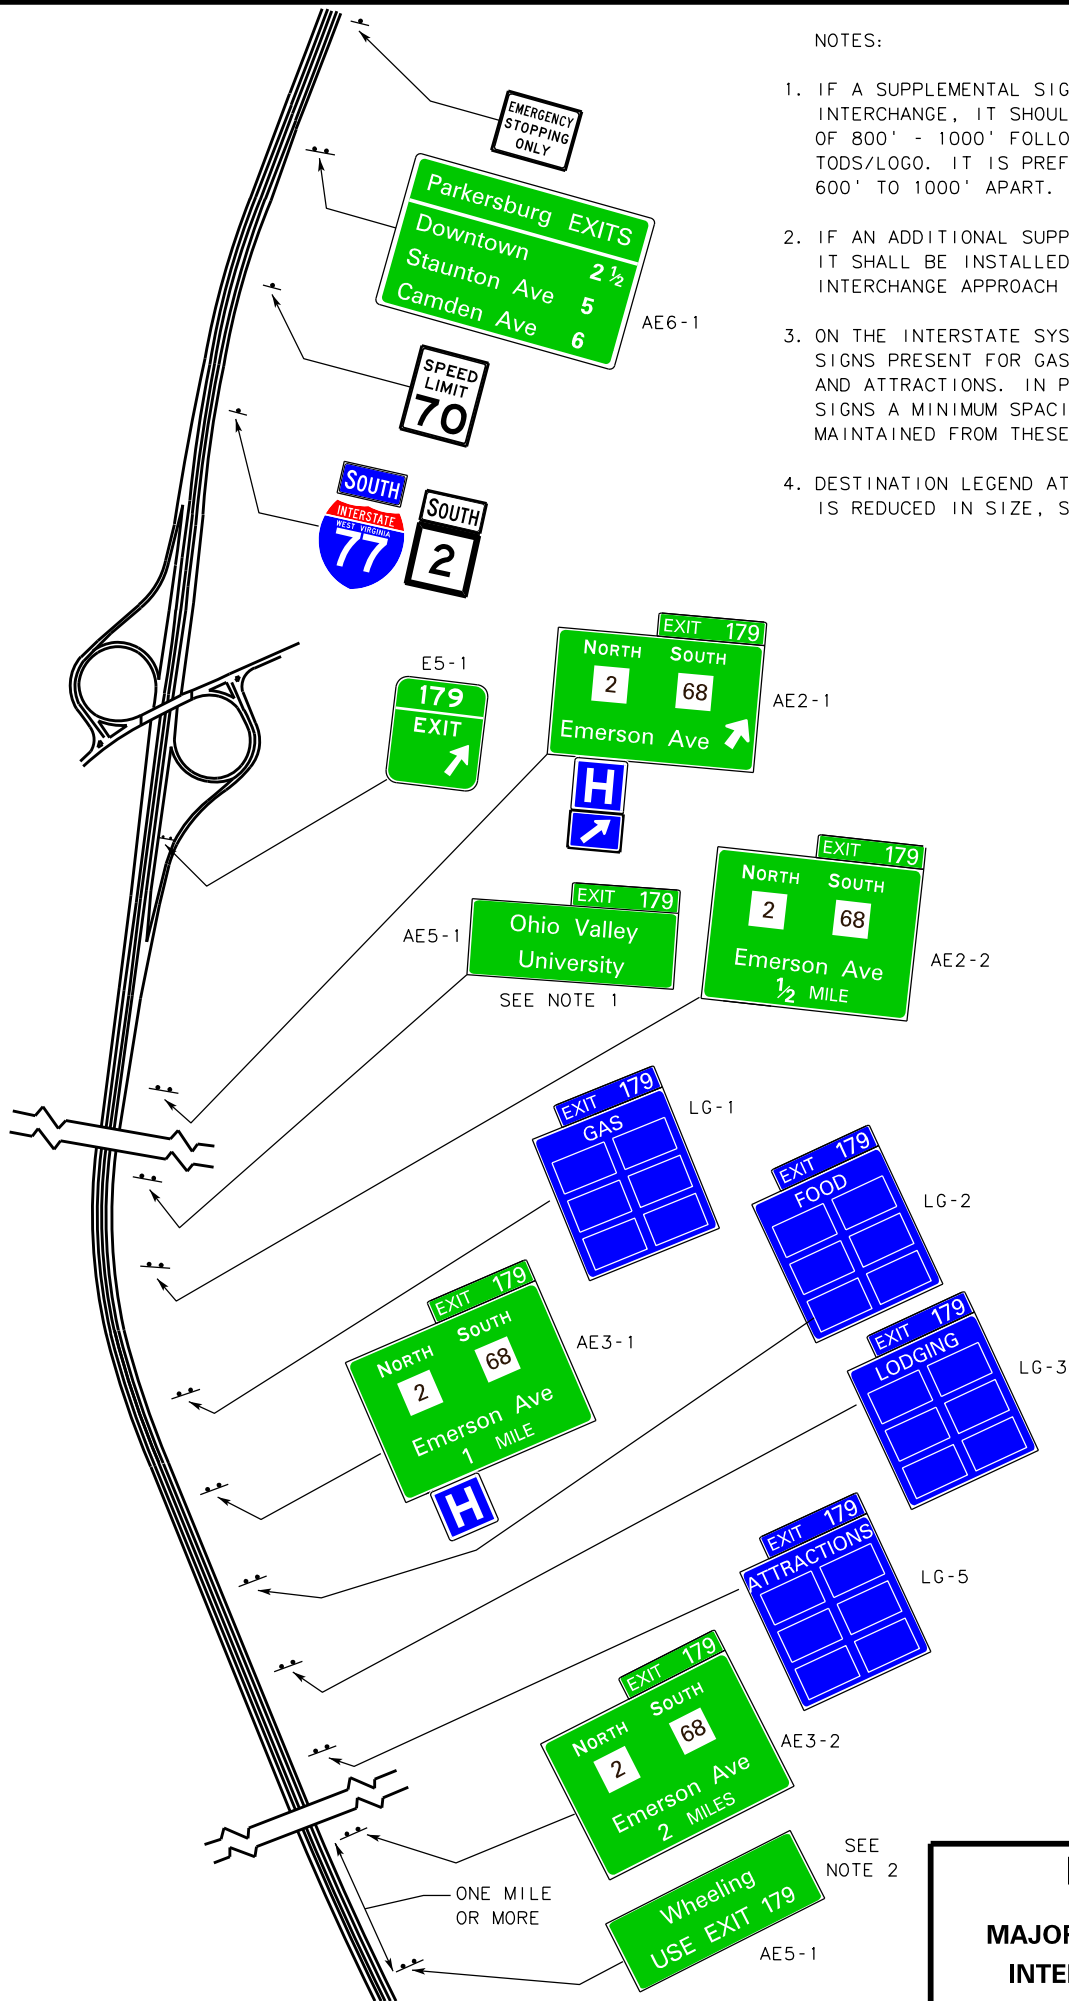 NOTES:
1. IF A SUPPLEMENTAL SIG
INTERCHANGE, IT SHOUL
OF 800' - 1000' FOLLO
TODS/LOGO. IT IS PREF
600' TO 1000' APART.
2. IF AN ADDITIONAL SUPP
IT SHALL BE INSTALLED
INTERCHANGE APPROACH
3. ON THE INTERSTATE SYS
SIGNS PRESENT FOR GAS
AND ATTRACTIONS. IN P
SIGNS A MINIMUM SPACI
MAINTAINED FROM THESE
4. DESTINATION LEGEND AT
IS REDUCED IN SIZE, S
EMERGENCY
STOPPING
ONLY
Parkersburg EXITS
Downtown 2 ½
Staunton Ave 5
Camden Ave 6
AE6-1
SPEED
LIMIT
70
SOUTH
INTERSTATE
WEST VIRGINIA
77
SOUTH
2
E5-1
179
EXIT
EXIT 179
NORTH SOUTH
2 68
Emerson Ave
AE2-1
H
EXIT 179
NORTH SOUTH
2 68
Emerson Ave
½ MILE
AE2-2
EXIT 179
Ohio Valley
University
AE5-1
SEE NOTE 1
EXIT 179
GAS
LG-1
EXIT 179
FOOD
LG-2
EXIT 179
NORTH SOUTH
2 68
Emerson Ave
1 MILE
AE3-1
H
EXIT 179
LODGING
LG-3
EXIT 179
ATTRACTIONS
LG-5
EXIT 179
NORTH SOUTH
2 68
Emerson Ave
2 MILES
AE3-2
SEE
NOTE 2
Wheeling
USE EXIT 179
AE5-1
ONE MILE
OR MORE
MAJOR
INTE